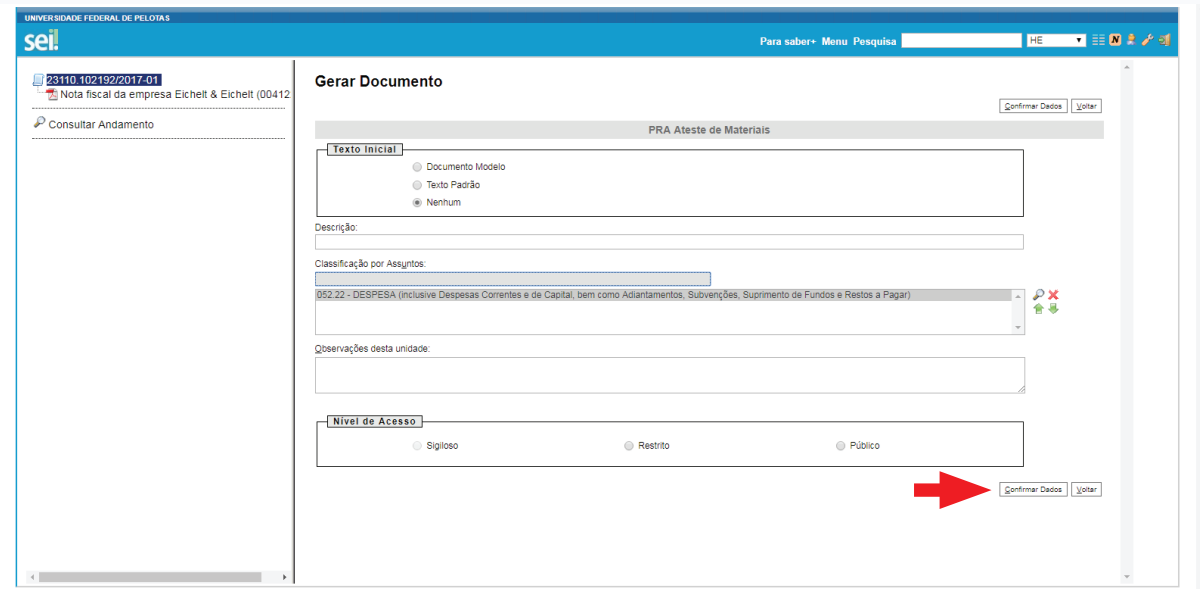 UNIVERSIDADE FEDERAL DE PELOTAS
sei!
Para saber+ Menu Pesquisa
HE
N
23110.102192/2017-01
Nota fiscal da empresa Eichelt & Eichelt (00412
Consultar Andamento
Gerar Documento
Confirmar Dados Voltar
PRA Ateste de Materiais
Texto Inicial
Documento Modelo
Texto Padrão
Nenhum
Descrição:
Classificação por Assuntos:
052.22 - DESPESA (inclusive Despesas Correntes e de Capital, bem como Adiantamentos, Subvenções, Suprimento de Fundos e Restos a Pagar)
Observações desta unidade:
Nível de Acesso
Sigiloso Restrito Público
Confirmar Dados Voltar